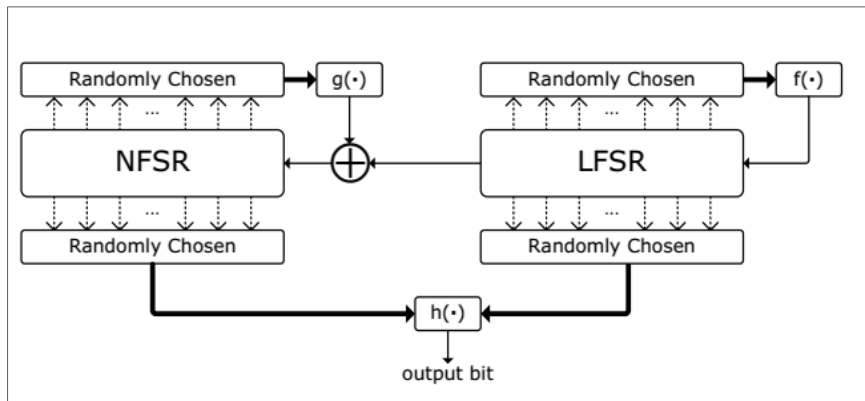 Randomly Chosen
g(·)
Randomly Chosen
f(·)
...
...
NFSR
LFSR
...
...
Randomly Chosen
Randomly Chosen
h(·)
output bit